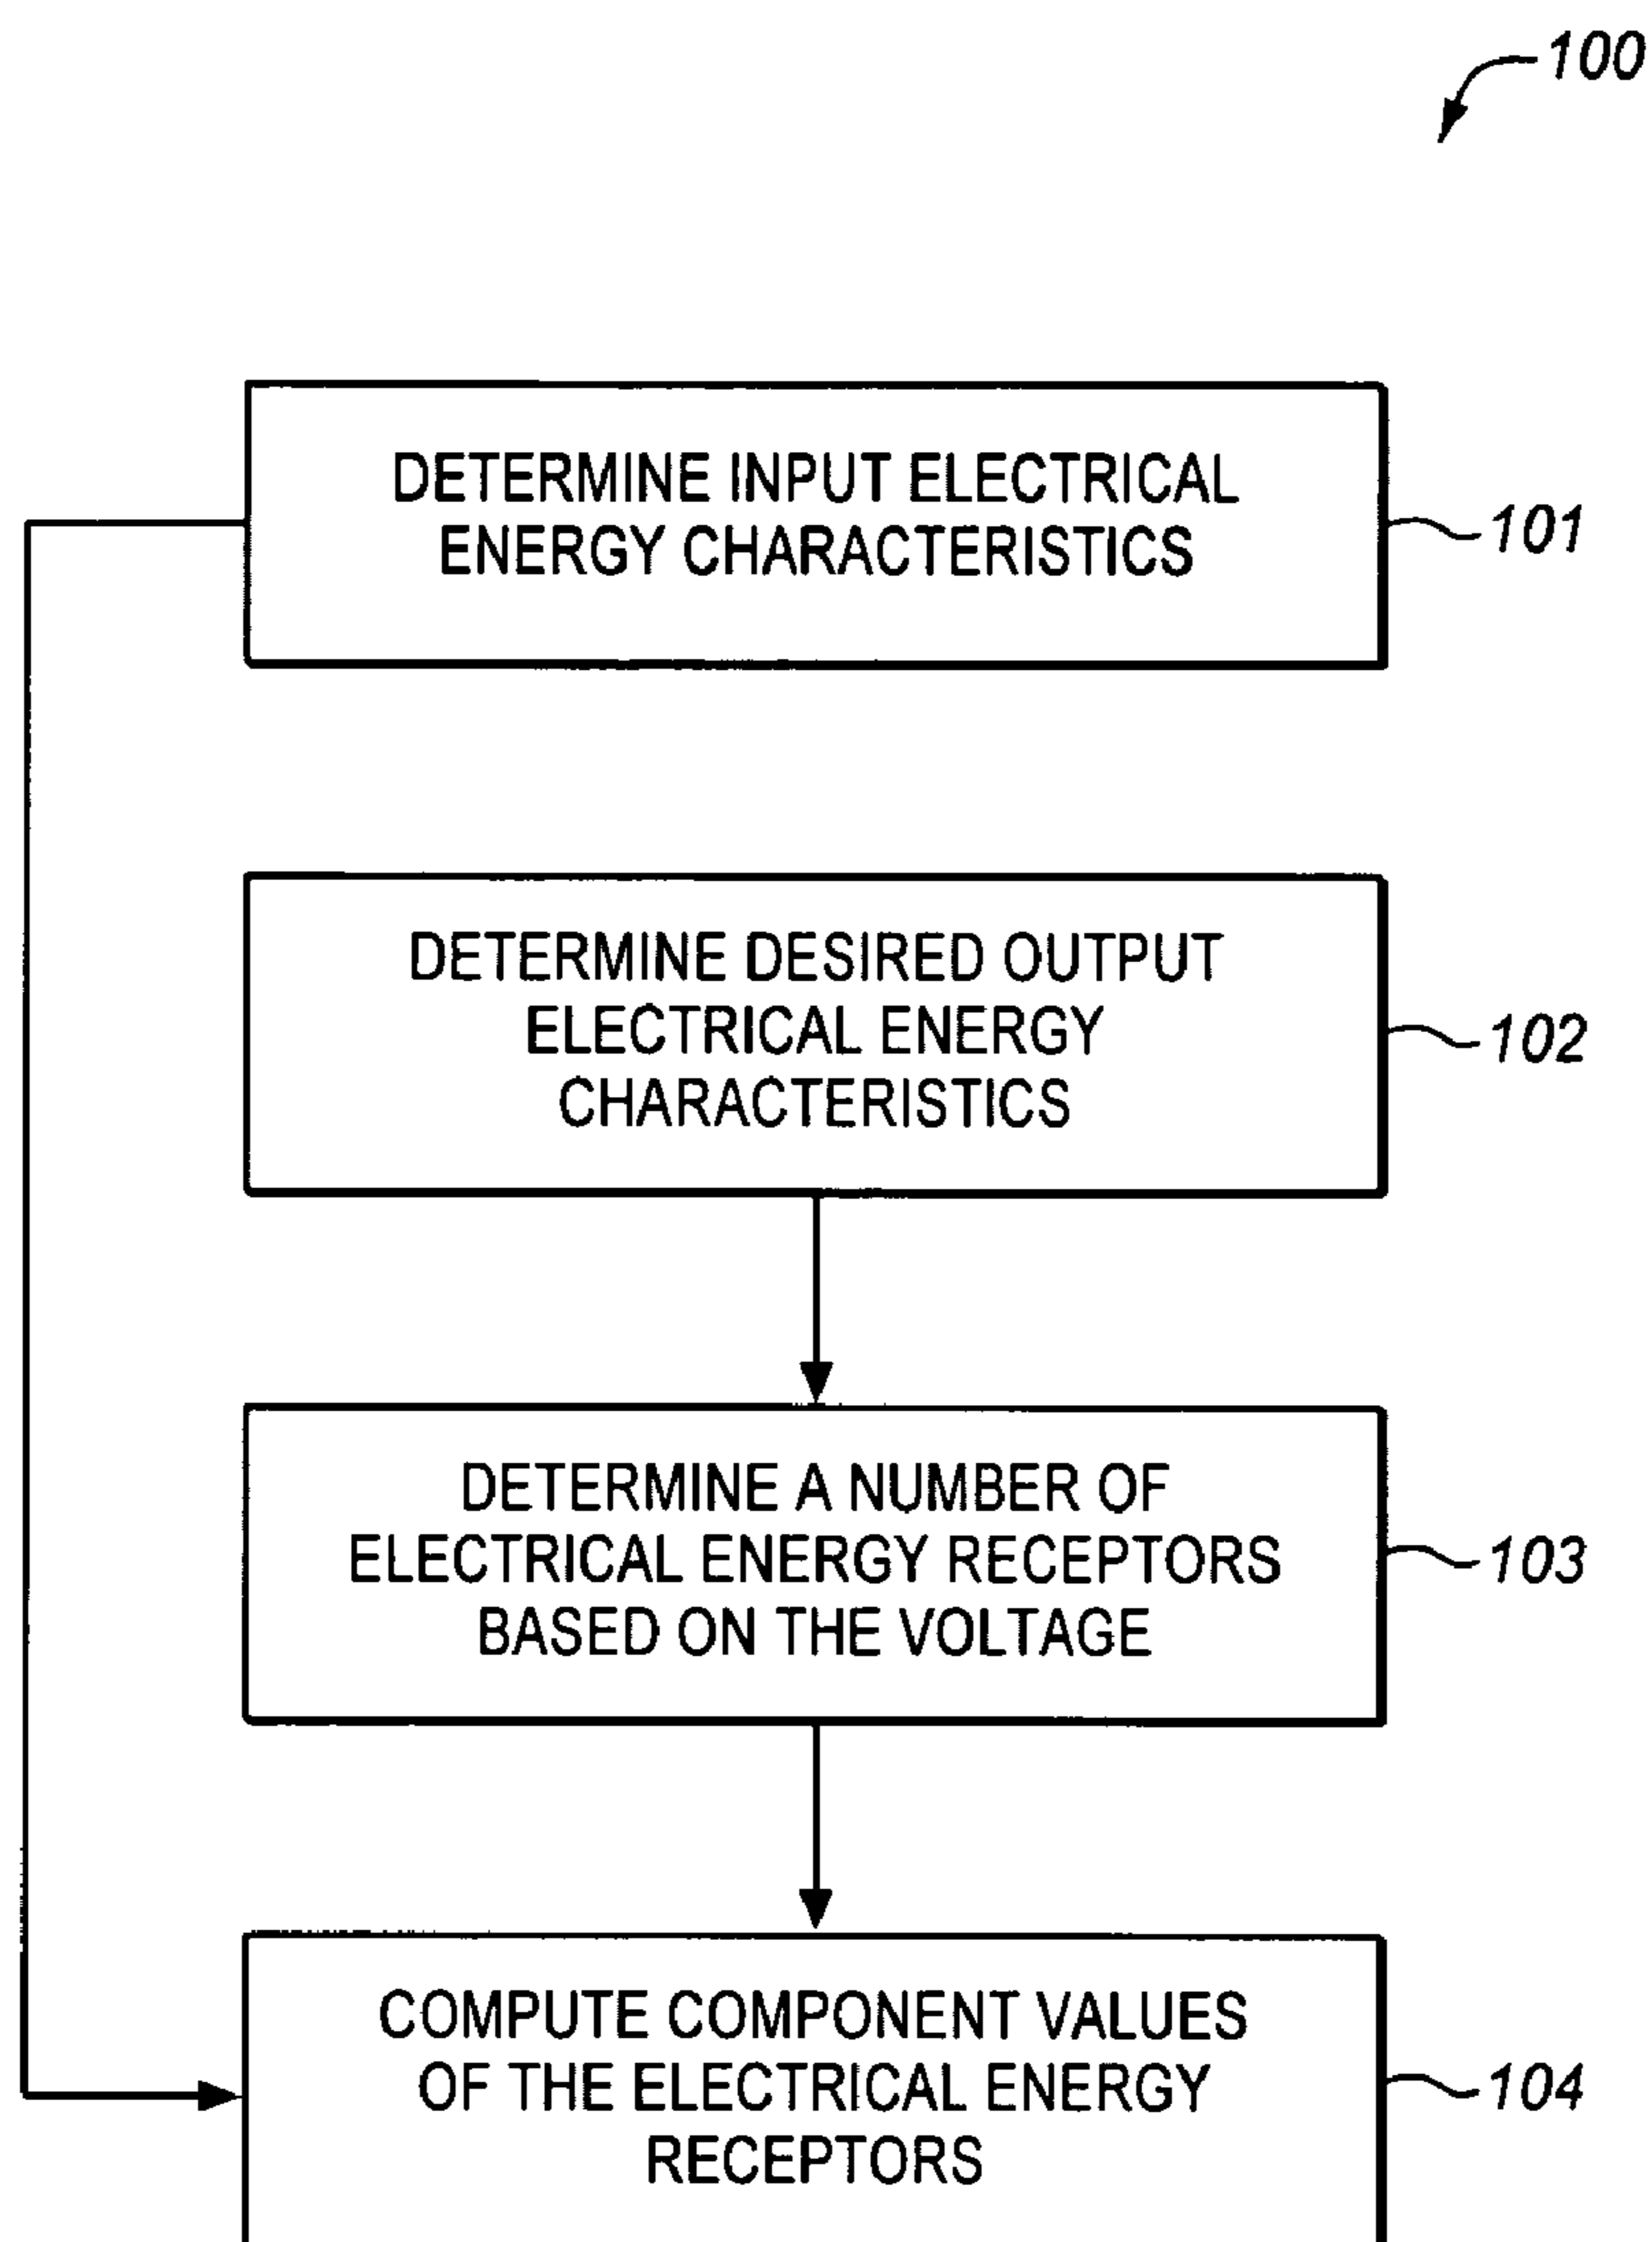 100
DETERMINE INPUT ELECTRICAL
ENERGY CHARACTERISTICS
101
DETERMINE DESIRED OUTPUT
ELECTRICAL ENERGY
CHARACTERISTICS
102
DETERMINE A NUMBER OF
ELECTRICAL ENERGY RECEPTORS
BASED ON THE VOLTAGE
103
COMPUTE COMPONENT VALUES
OF THE ELECTRICAL ENERGY
RECEPTORS
104